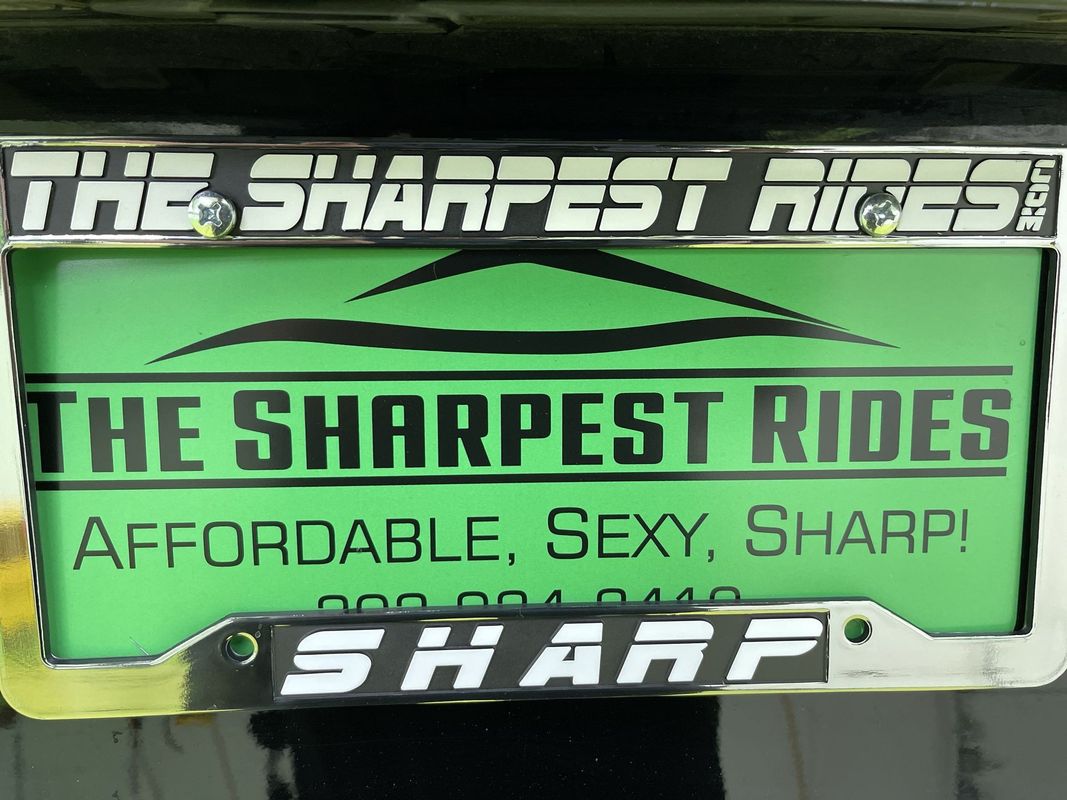 THE SHARPEST RIDES.COM
THE SHARPEST RIDES
AFFORDABLE, SEXY, SHARP!
SHARP